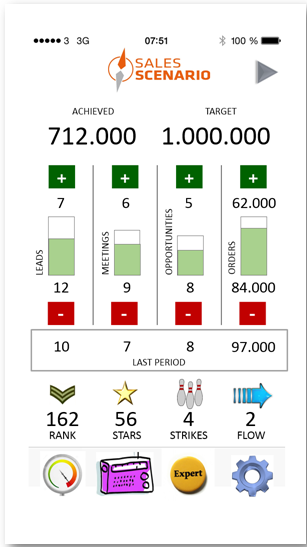 ●●●●● 3 3G 07:51 100 %
SALES
SCENARIO
ACHIEVED TARGET
712.000 1.000.000
+ + + +
7 6 5 62.000
LEADS MEETINGS OPPORTUNITIES ORDERS
12 9 8 84.000
- - - -
10 7 8 97.000
LAST PERIOD
162 56 4 2
RANK STARS STRIKES FLOW
Expert